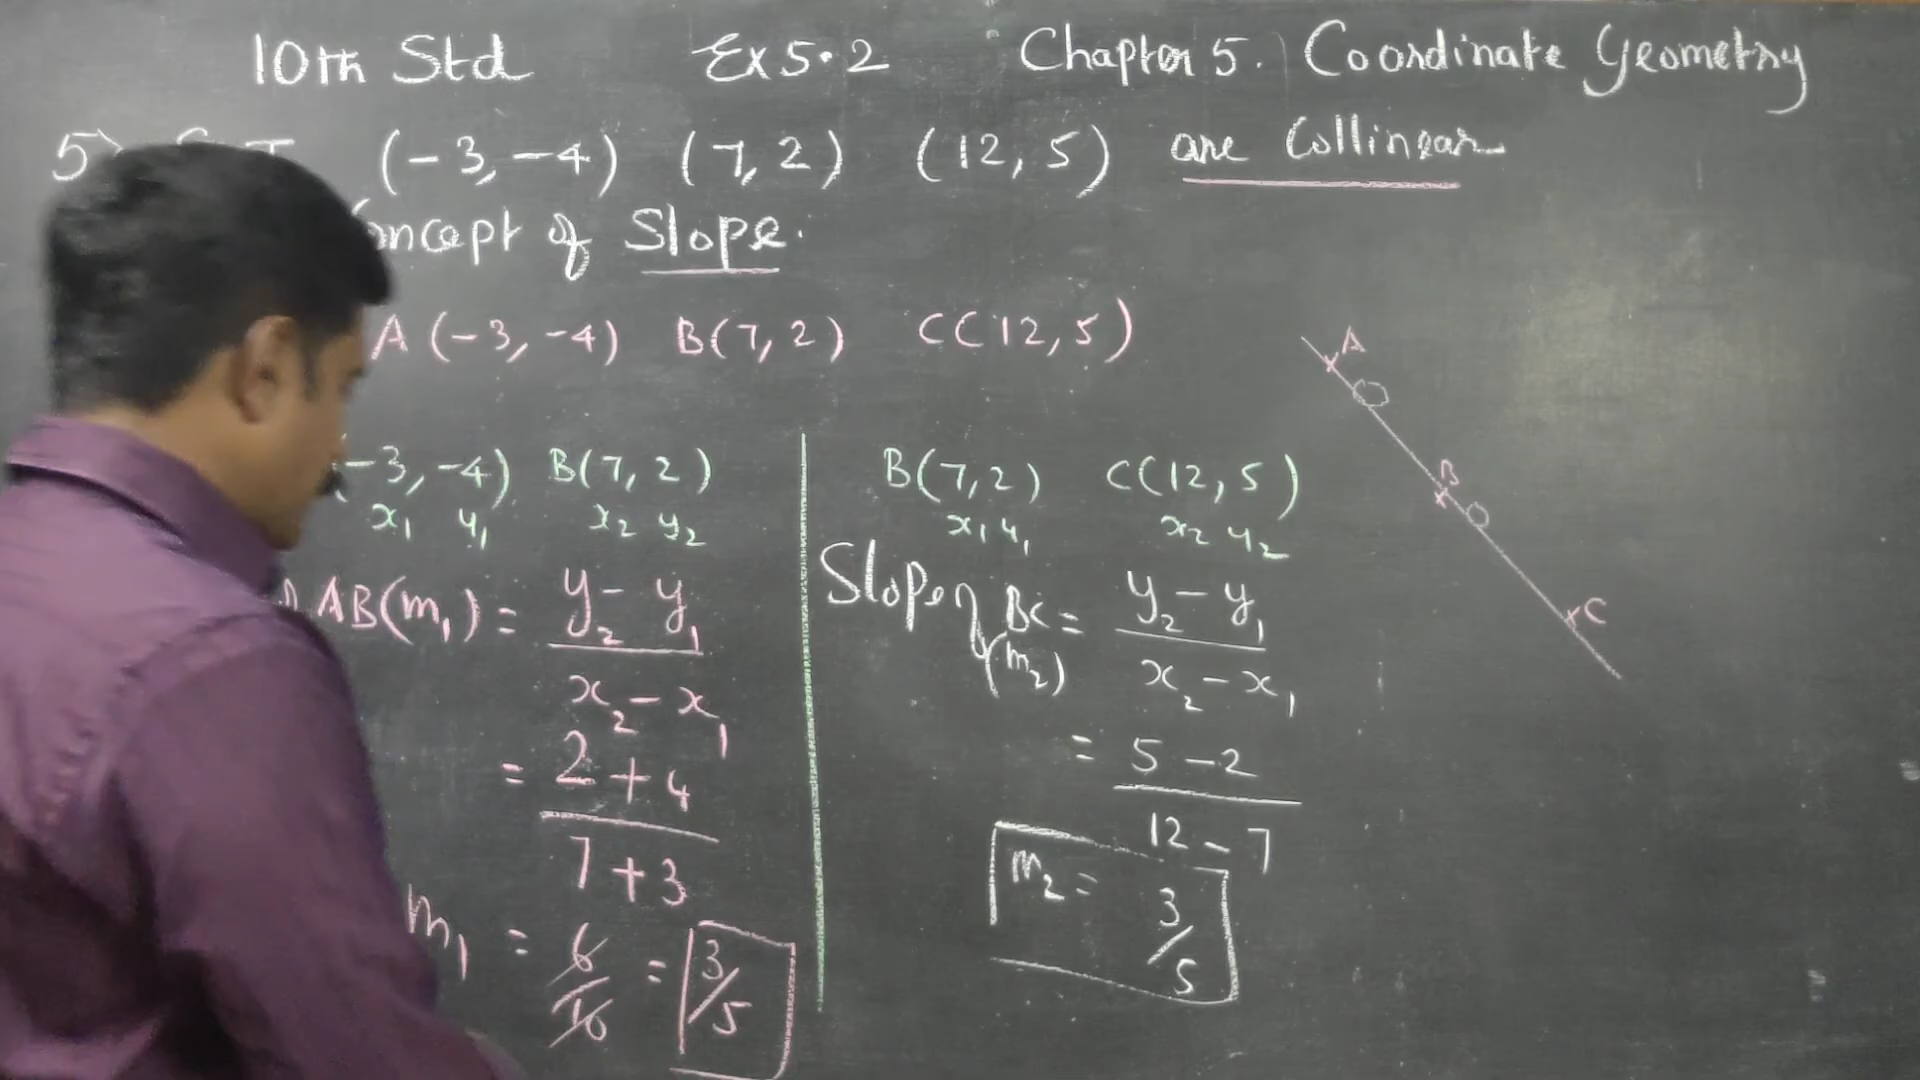 10th Std Ex 5.2 Chapter 5. Coordinate Geometry
5) (-3, -4) (7, 2) (12, 5) are Collinear
oncept of Slope.
A (-3, -4) B(7, 2) C(12, 5)
(-3, -4) B(7, 2)
x₁ y₁ x₂ y₂
AB(m₁) = y₂ - y₁
x₂ - x₁
= 2 + 4
7 + 3
m₁ = 6/10 = 3/5
B(7, 2) C(12, 5)
x₁ y₁ x₂ y₂
Slope of BC = y₂ - y₁
(m₂) x₂ - x₁
= 5 - 2
12 - 7
m₂ = 3/5
A
B
C